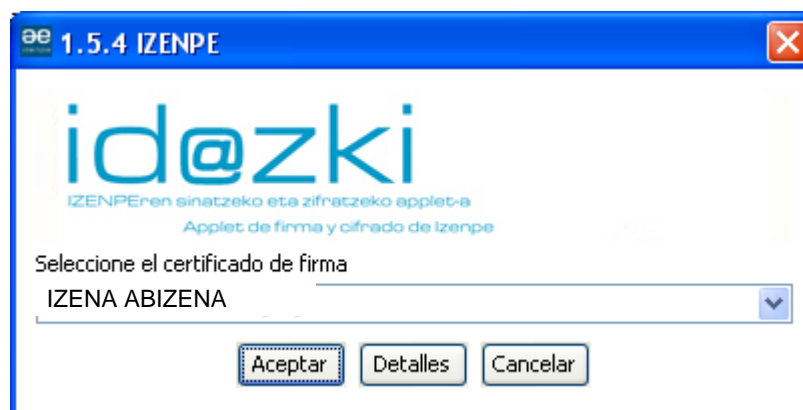 1.5.4 IZENPE
id@zki
IZENPEren sinatzeko eta zifratzeko applet-a
Applet de firma y cifrado de Izenpe
Seleccione el certificado de firma
IZENA ABIZENA
Aceptar Detalles Cancelar